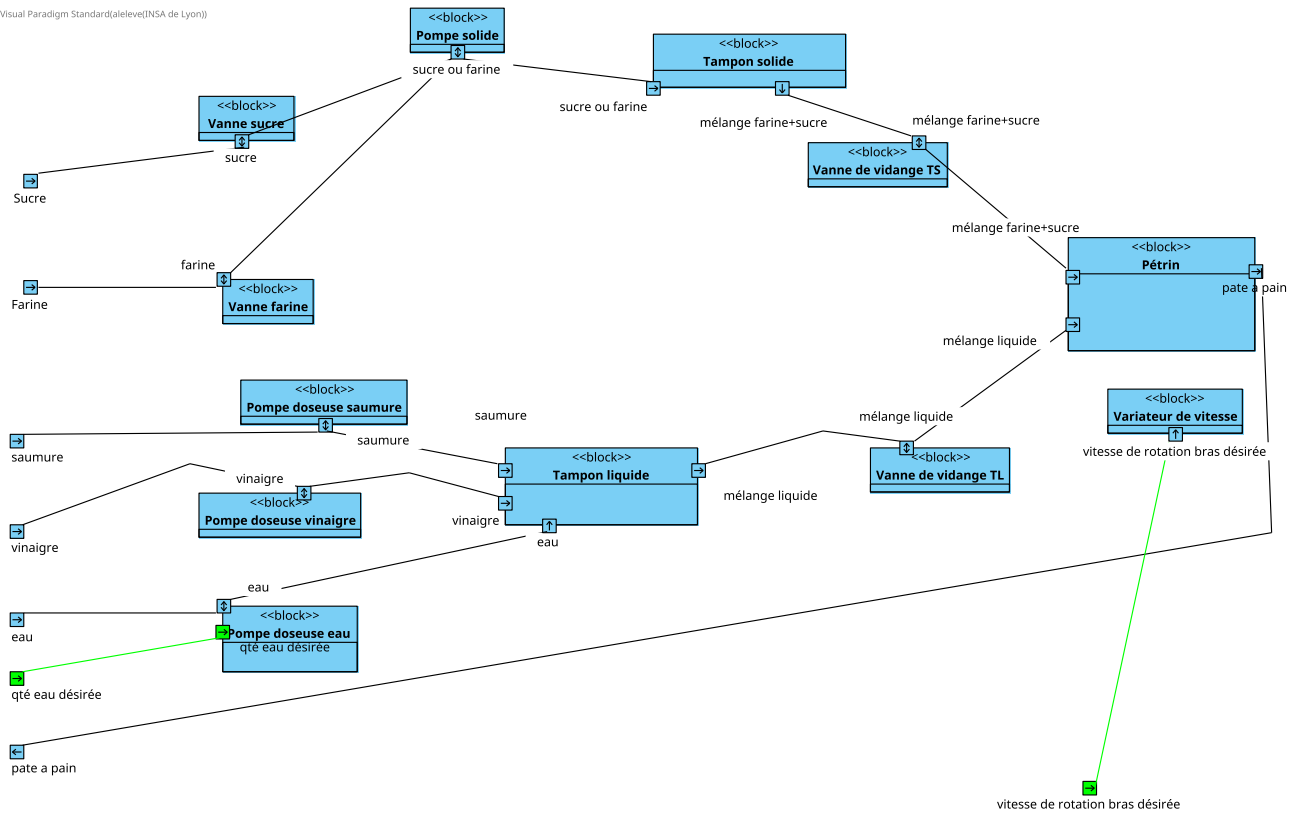 Visual Paradigm Standard(aleleve(INSA de Lyon))
<<block>>
Pompe solide
sucre ou farine
<<block>>
Tampon solide
sucre ou farine
mélange farine+sucre
<<block>>
Vanne sucre
sucre
Sucre
mélange farine+sucre
<<block>>
Vanne de vidange TS
mélange farine+sucre
farine
Farine
<<block>>
Vanne farine
<<block>>
Pétrin
pate a pain
mélange liquide
<<block>>
Pompe doseuse saumure
saumure
saumure
saumure
<<block>>
Variateur de vitesse
vitesse de rotation bras désirée
mélange liquide
<<block>>
Tampon liquide
mélange liquide
<<block>>
Vanne de vidange TL
vinaigre
<<block>>
Pompe doseuse vinaigre
vinaigre
vinaigre
eau
eau
<<block>>
Pompe doseuse eau
qté eau désirée
eau
qté eau désirée
pate a pain
vitesse de rotation bras désirée